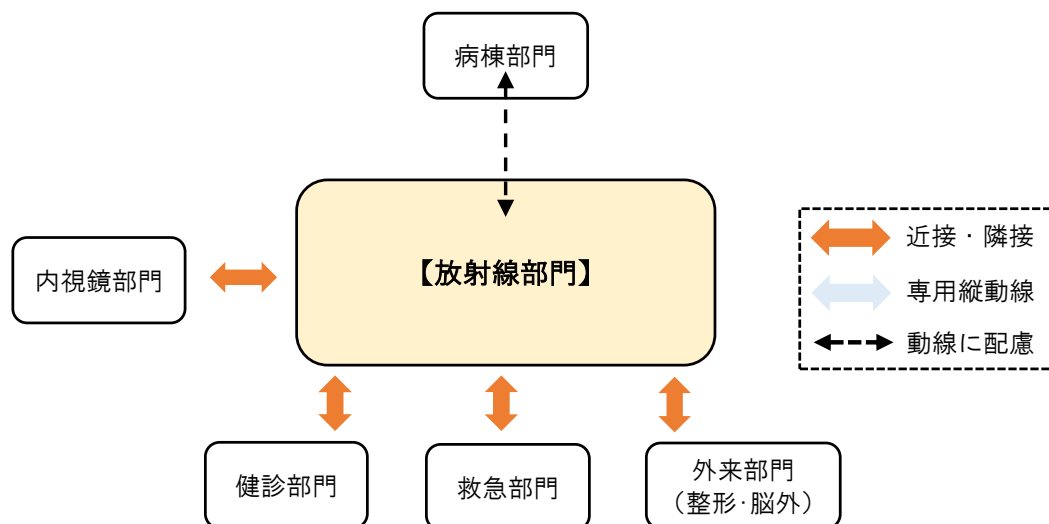 病棟部門
【放射線部門】
内視鏡部門
健診部門
救急部門
外来部門
（整形･脳外）
近接・隣接
専用縦動線
動線に配慮